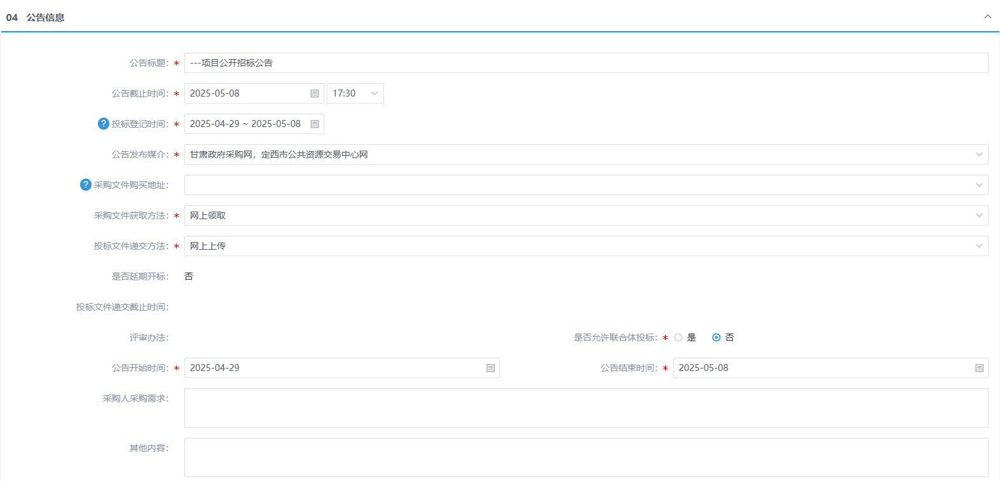 04 公告信息
公告标题： * ---项目公开招标公告
公告截止时间： * 2025-05-08 17:30
? 投标登记时间： * 2025-04-29 ~ 2025-05-08
公告发布媒介： * 甘肃政府采购网，定西市公共资源交易中心网
? 采购文件购买地址：
采购文件获取方法： * 网上领取
投标文件递交方法： * 网上上传
是否延期开标： 否
投标文件递交截止时间：
评审办法： 是否允许联合体投标： * 是 否
公告开始时间： * 2025-04-29 公告结束时间： * 2025-05-08
采购人采购需求：
其他内容：